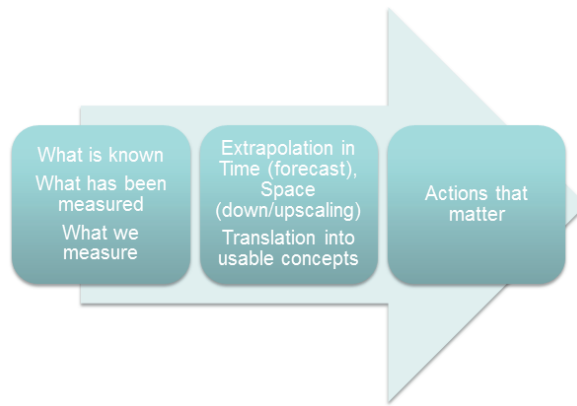 What is known
What has been
measured
What we
measure
Extrapolation in
Time (forecast),
Space
(down/upscaling)
Translation into
usable concepts
Actions that
matter